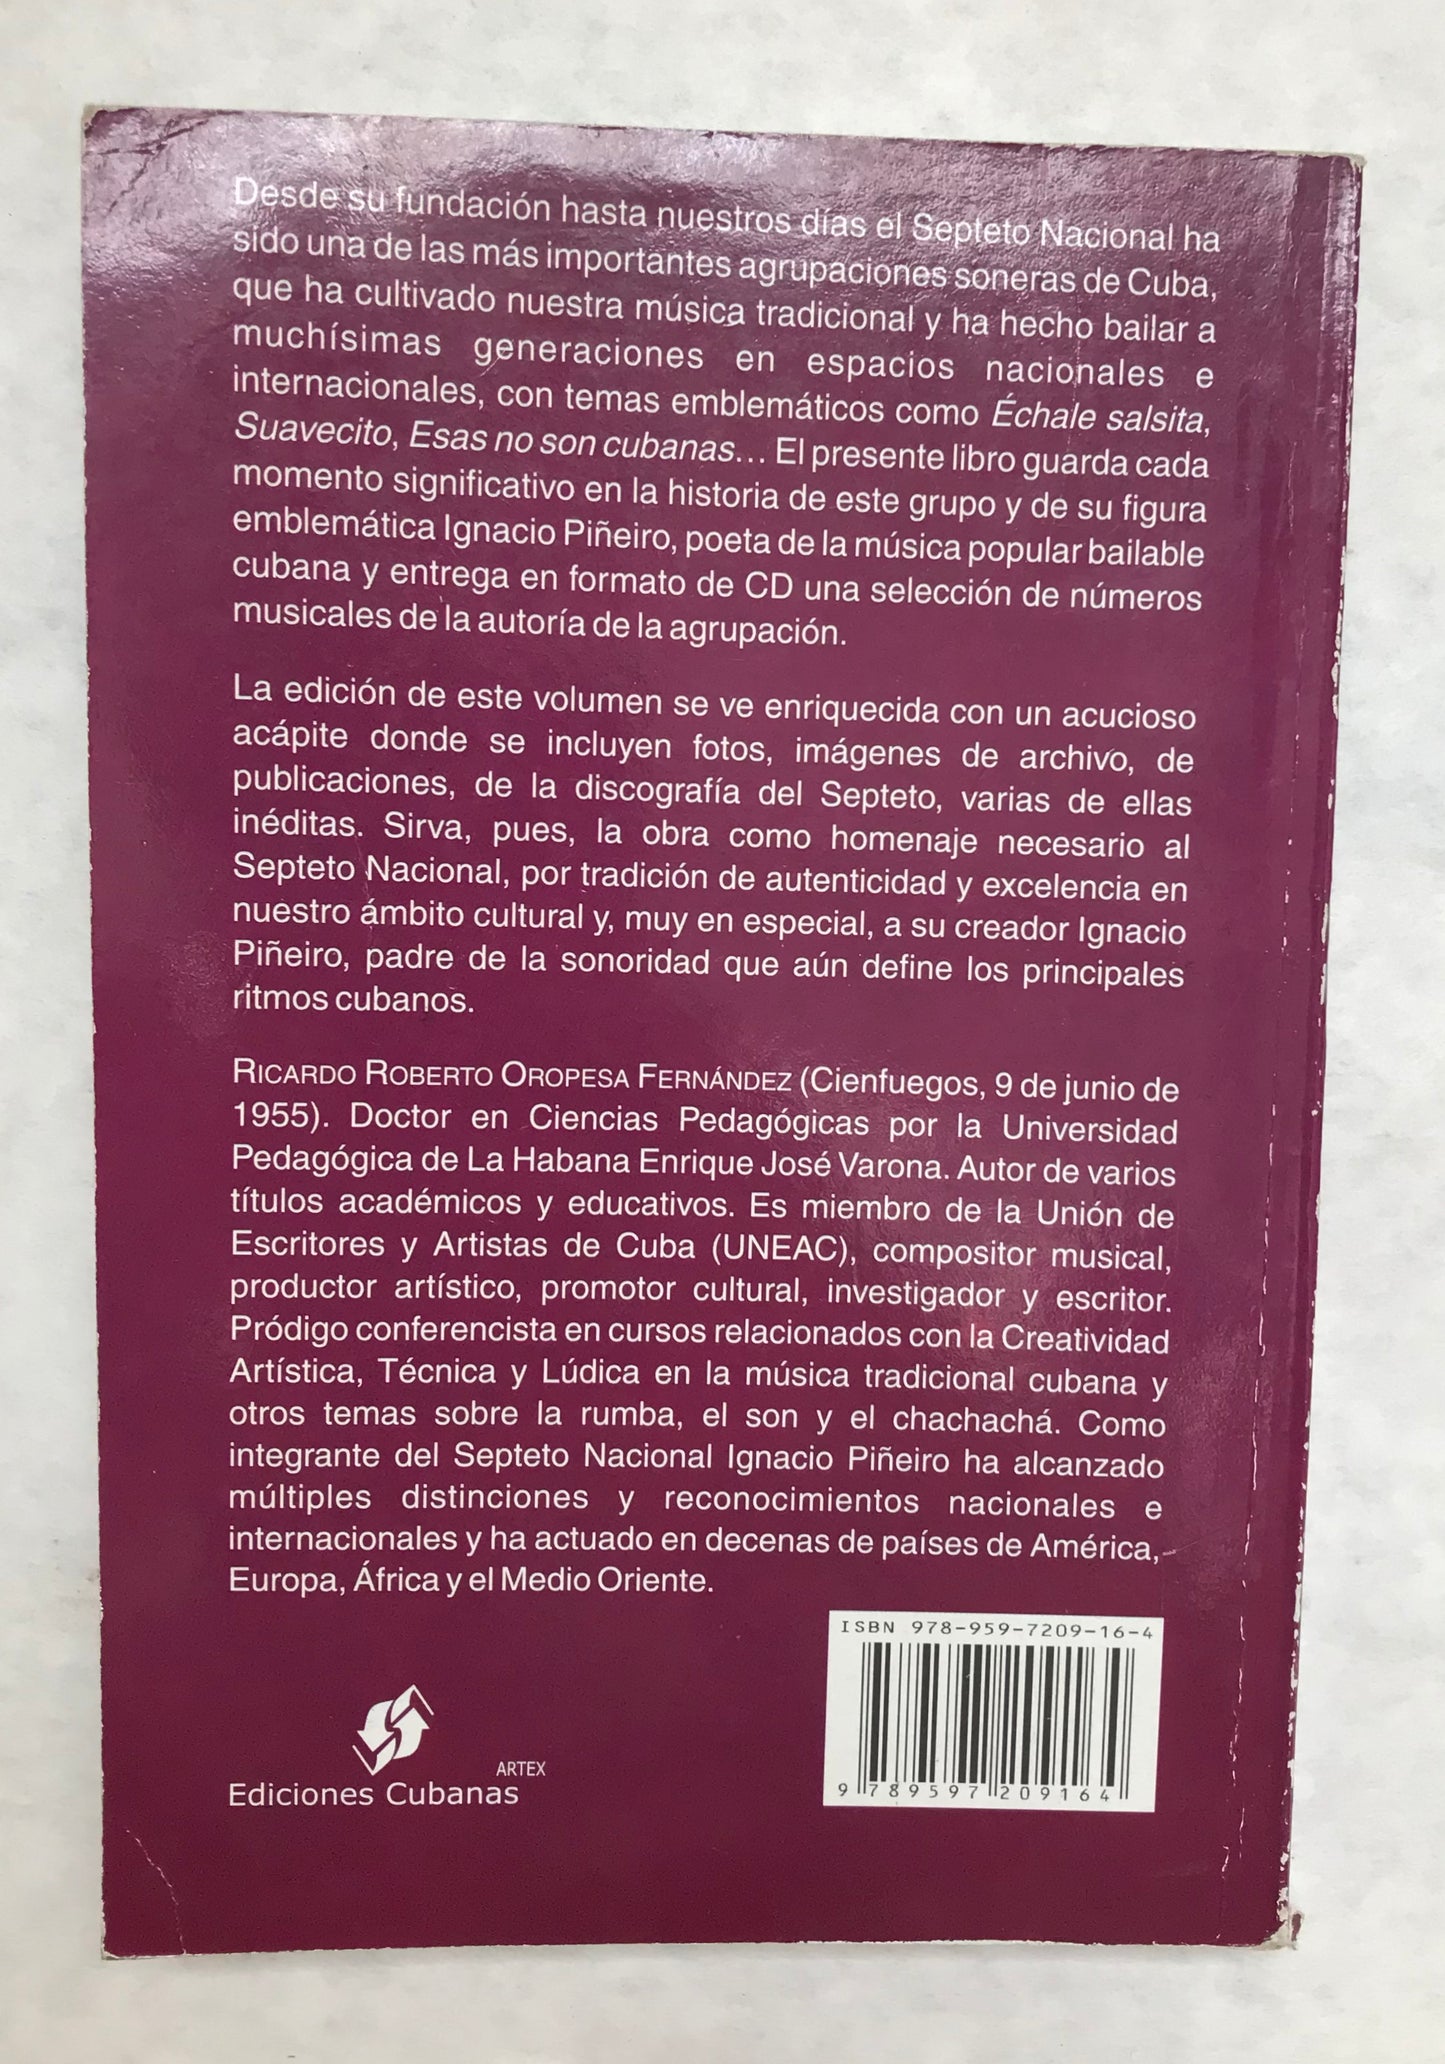 Desde su fundación hasta nuestros días el Septeto Nacional ha
sido una de las más importantes agrupaciones soneras de Cuba,
que ha cultivado nuestra música tradicional y ha hecho bailar a
muchísimas generaciones en espacios nacionales e
internacionales, con temas emblemáticos como Échale salsita,
Suavecito, Esas no son cubanas... El presente libro guarda cada
momento significativo en la historia de este grupo y de su figura
emblemática Ignacio Piñeiro, poeta de la música popular bailable
cubana y entrega en formato de CD una selección de números
musicales de la autoría de la agrupación.
La edición de este volumen se ve enriquecida con un acucioso
acápite donde se incluyen fotos, imágenes de archivo, de
publicaciones, de la discografía del Septeto, varias de ellas
inéditas. Sirva, pues, la obra como homenaje necesario al
Septeto Nacional, por tradición de autenticidad y excelencia en
nuestro ámbito cultural y, muy en especial, a su creador Ignacio
Piñeiro, padre de la sonoridad que aún define los principales
ritmos cubanos.
RICARDO ROBERTO OROPESA FERNÁNDEZ (Cienfuegos, 9 de junio de
1955). Doctor en Ciencias Pedagógicas por la Universidad
Pedagógica de La Habana Enrique José Varona. Autor de varios
títulos académicos y educativos. Es miembro de la Unión de
Escritores y Artistas de Cuba (UNEAC), compositor musical,
productor artístico, promotor cultural, investigador y escritor.
Pródigo conferencista en cursos relacionados con la Creatividad
Artística, Técnica y Lúdica en la música tradicional cubana y
otros temas sobre la rumba, el son y el chachachá. Como
integrante del Septeto Nacional Ignacio Piñeiro ha alcanzado
múltiples distinciones y reconocimientos nacionales e
internacionales y ha actuado en decenas de países de América,
Europa, África y el Medio Oriente.
ISBN 978-959-7209-16-4
9 789597 209164
ARTEX
Ediciones Cubanas